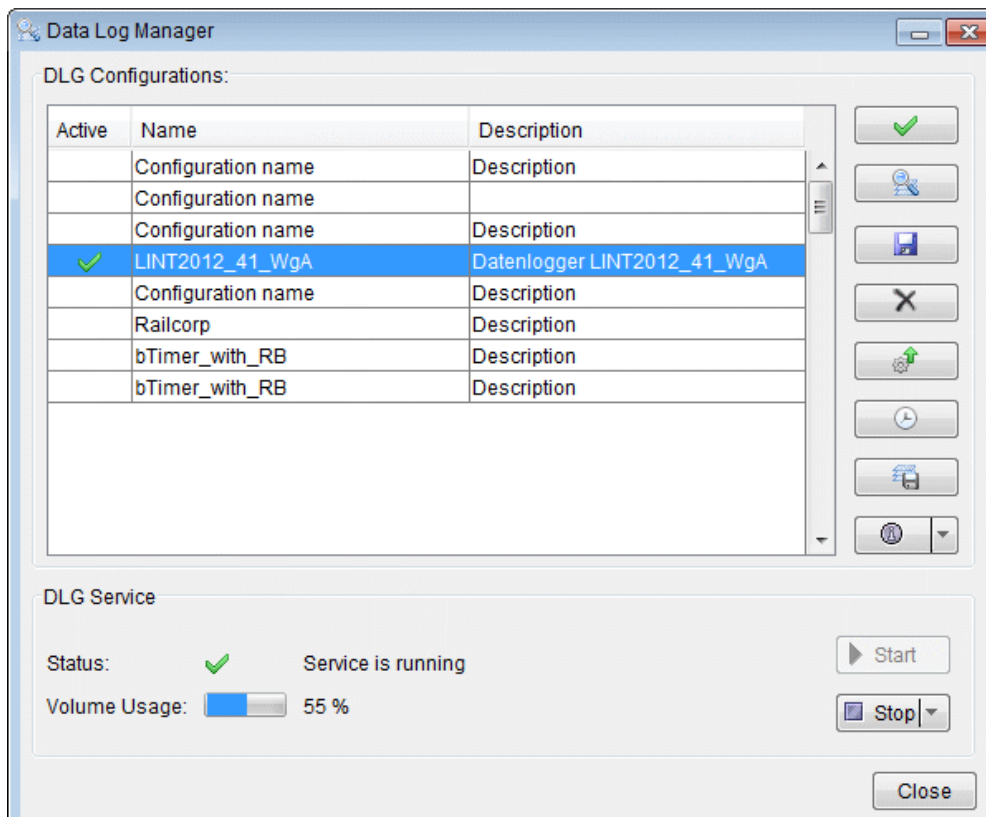 Data Log Manager
DLG Configurations:
Active Name Description
Configuration name Description
Configuration name
Configuration name Description
LINT2012_41_WgA Datenlogger LINT2012_41_WgA
Configuration name Description
Railcorp Description
bTimer_with_RB Description
bTimer_with_RB Description
DLG Service
Status: Service is running
Start
Volume Usage: 55 %
Stop
Close